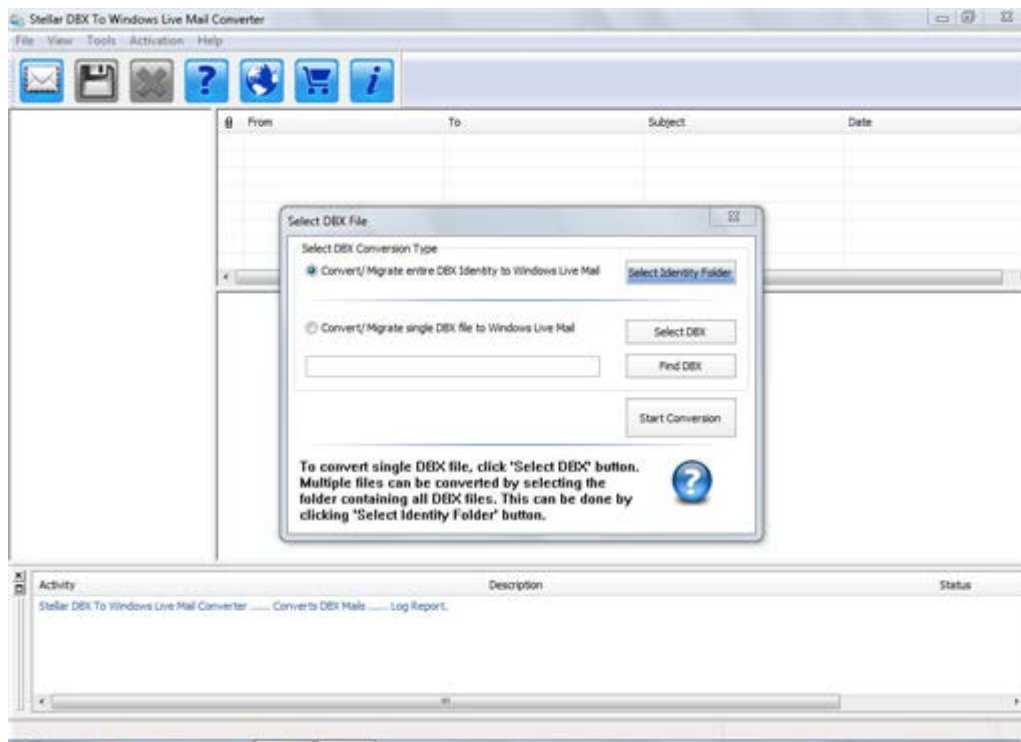 Stellar DBX To Windows Live Mail Converter
File View Tools Activation Help
From To Subject Date
Select DBX File
Select DBX Conversion Type
Convert/ Migrate entire DBX Identity to Windows Live Mail
Select Identity Folder
Convert/ Migrate single DBX file to Windows Live Mail
Select DBX
Find DBX
Start Conversion
To convert single DBX file, click 'Select DBX' button.
Multiple files can be converted by selecting the
folder containing all DBX files. This can be done by
clicking 'Select Identity Folder' button.
Activity Description Status
Stellar DBX To Windows Live Mail Converter ...... Converts DBX Mails ...... Log Report.